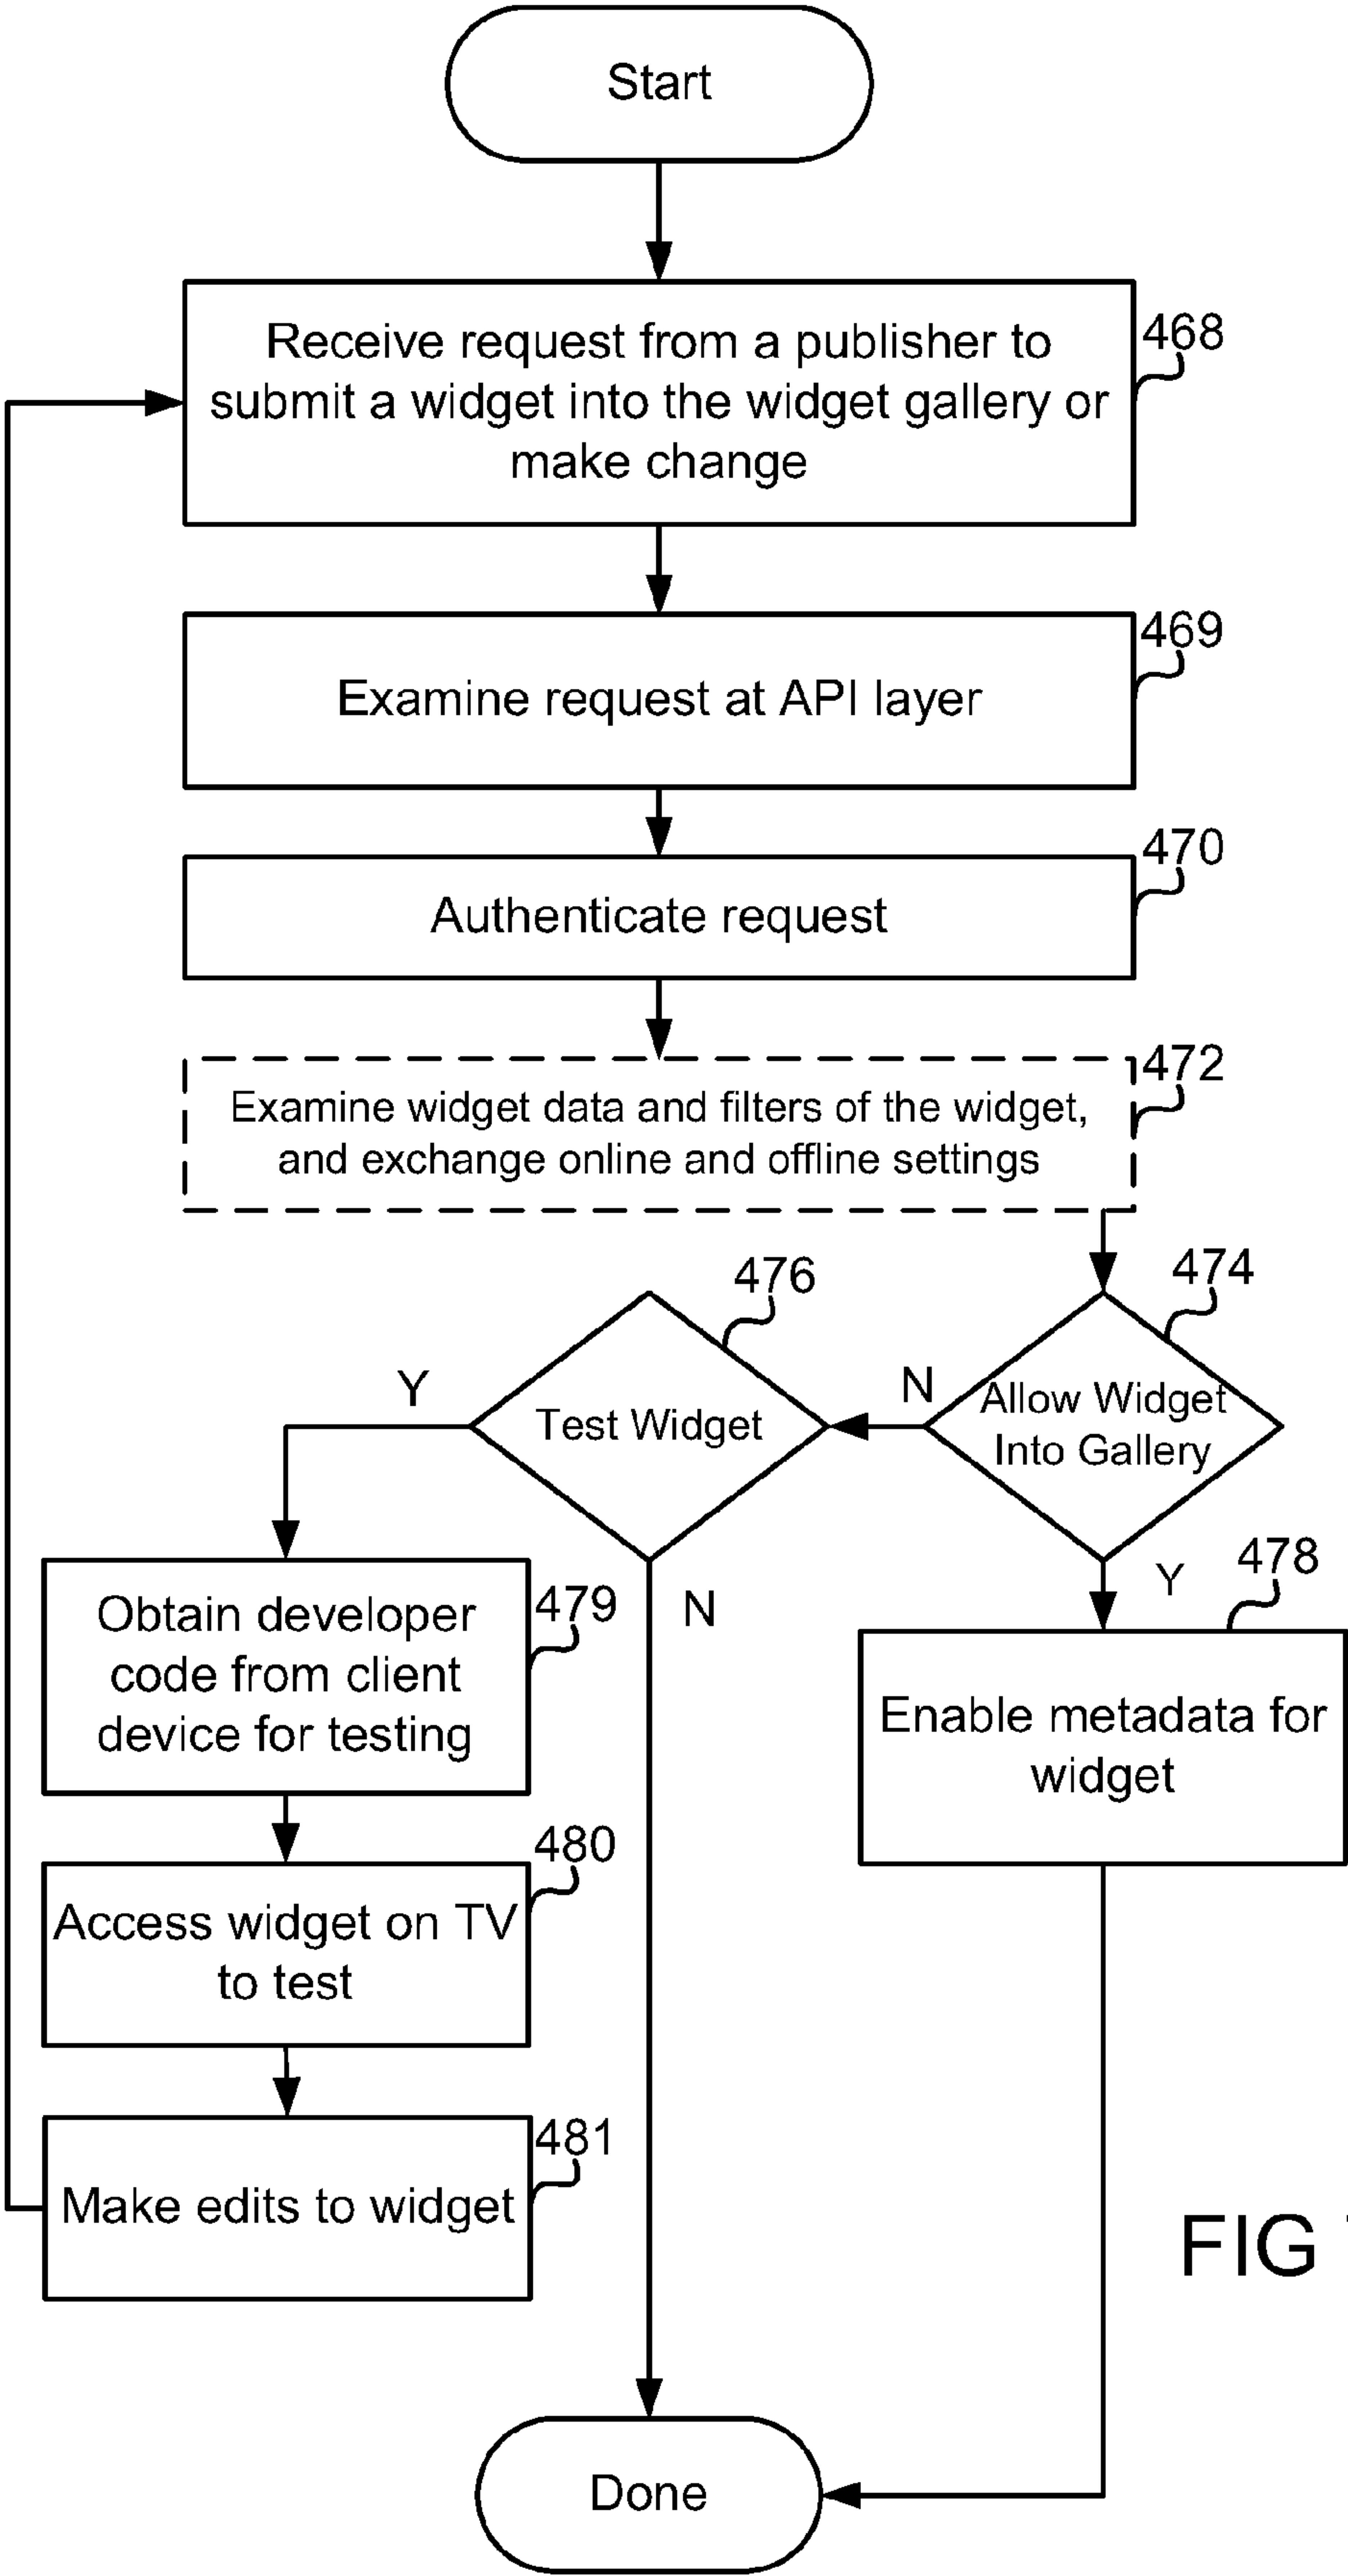 Start
Receive request from a publisher to
submit a widget into the widget gallery or
make change
468
Examine request at API layer
469
Authenticate request
470
Examine widget data and filters of the widget,
and exchange online and offline settings
472
474
Allow Widget
Into Gallery
N
Y
476
Test Widget
Y
N
478
Enable metadata for
widget
Obtain developer
code from client
device for testing
479
Access widget on TV
to test
480
Make edits to widget
481
FIG
Done